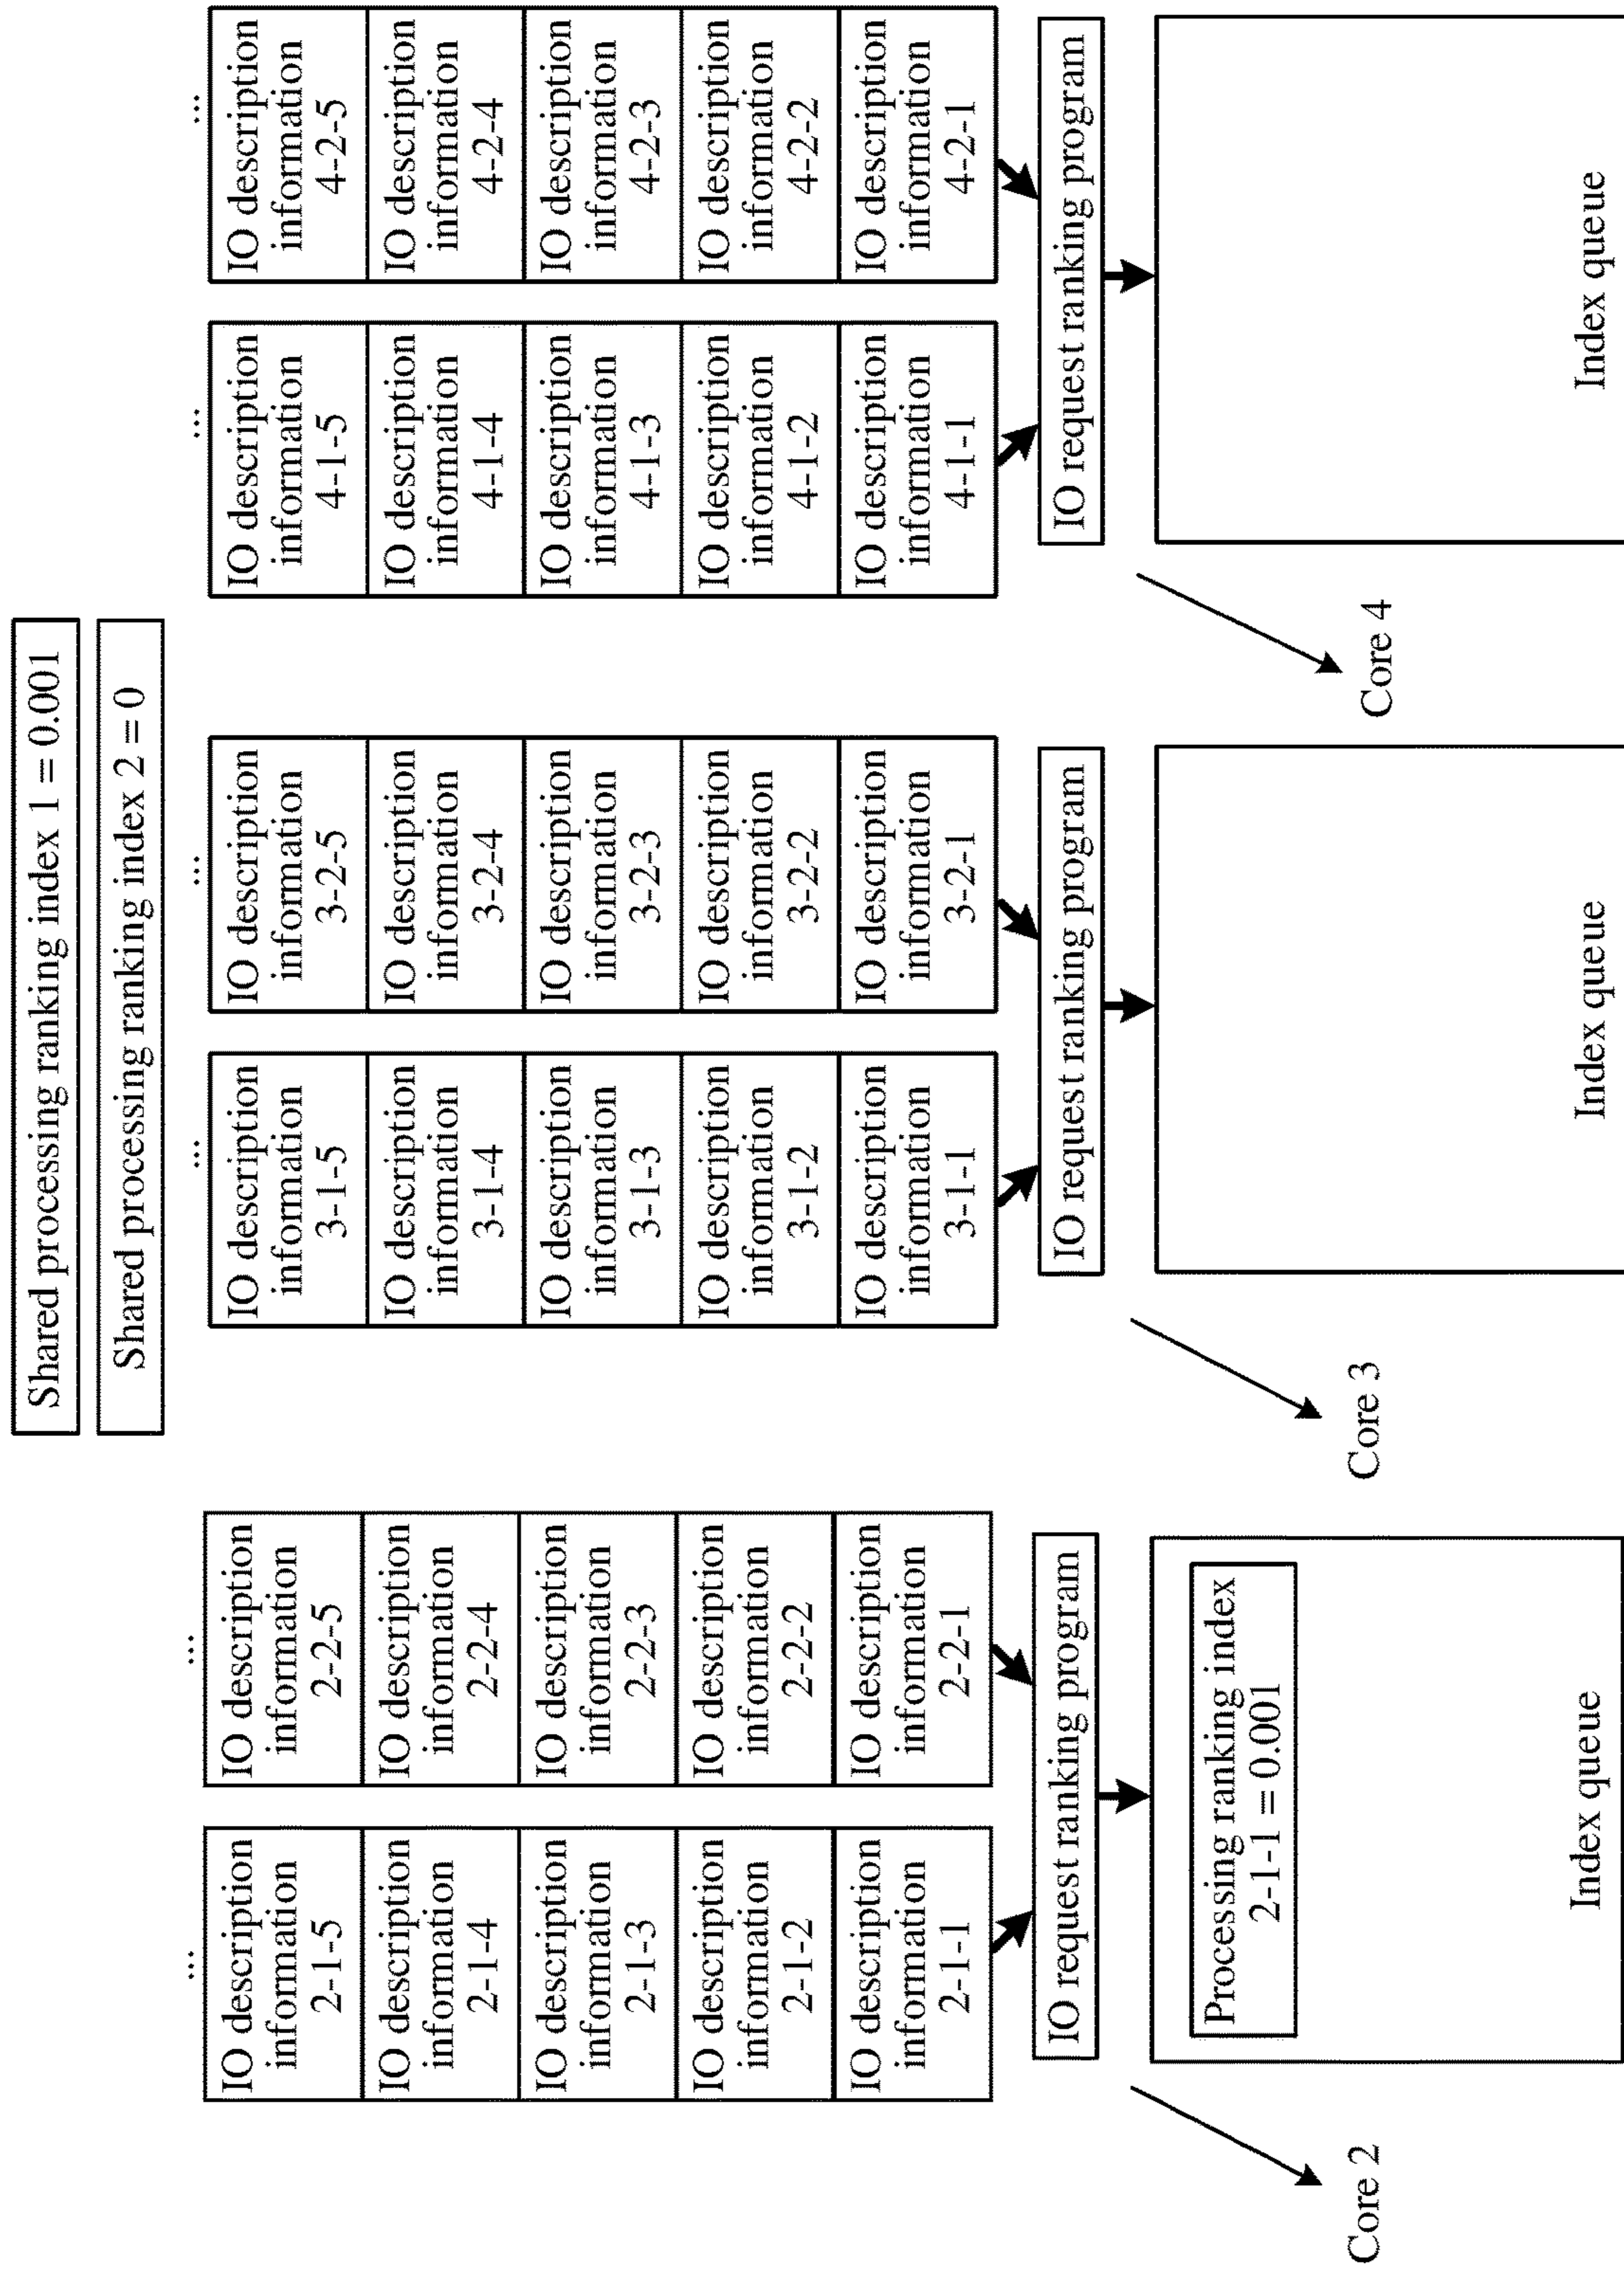 Shared processing ranking index 1 = 0.001
Shared processing ranking index 2 = 0
...
IO description
information
2-1-5
IO description
information
2-1-4
IO description
information
2-1-3
IO description
information
2-1-2
IO description
information
2-1-1
...
IO description
information
2-2-5
IO description
information
2-2-4
IO description
information
2-2-3
IO description
information
2-2-2
IO description
information
2-2-1
IO request ranking program
Core 2
Processing ranking index
2-1-1 = 0.001
Index queue
...
IO description
information
3-1-5
IO description
information
3-1-4
IO description
information
3-1-3
IO description
information
3-1-2
IO description
information
3-1-1
...
IO description
information
3-2-5
IO description
information
3-2-4
IO description
information
3-2-3
IO description
information
3-2-2
IO description
information
3-2-1
IO request ranking program
Core 3
Index queue
...
IO description
information
4-1-5
IO description
information
4-1-4
IO description
information
4-1-3
IO description
information
4-1-2
IO description
information
4-1-1
...
IO description
information
4-2-5
IO description
information
4-2-4
IO description
information
4-2-3
IO description
information
4-2-2
IO description
information
4-2-1
IO request ranking program
Core 4
Index queue